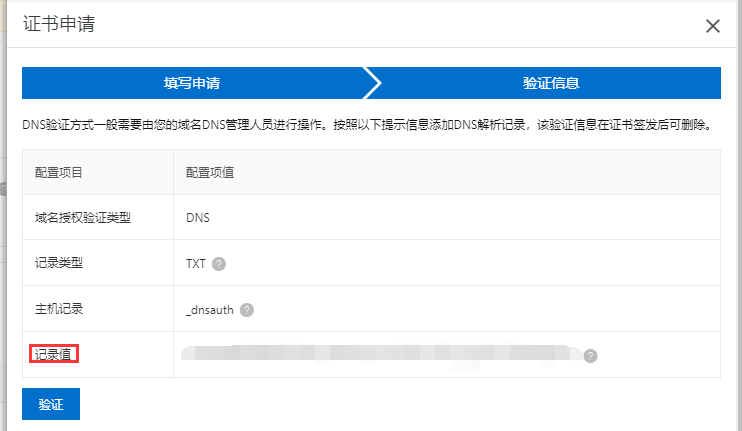 证书申请
填写申请
验证信息
DNS验证方式一般需要由您的域名DNS管理人员进行操作。按照以下提示信息添加DNS解析记录，该验证信息在证书签发后可删除。
配置项目 配置项值
域名授权验证类型 DNS
记录类型 TXT ?
主机记录 _dnsauth ?
记录值 ?
验证